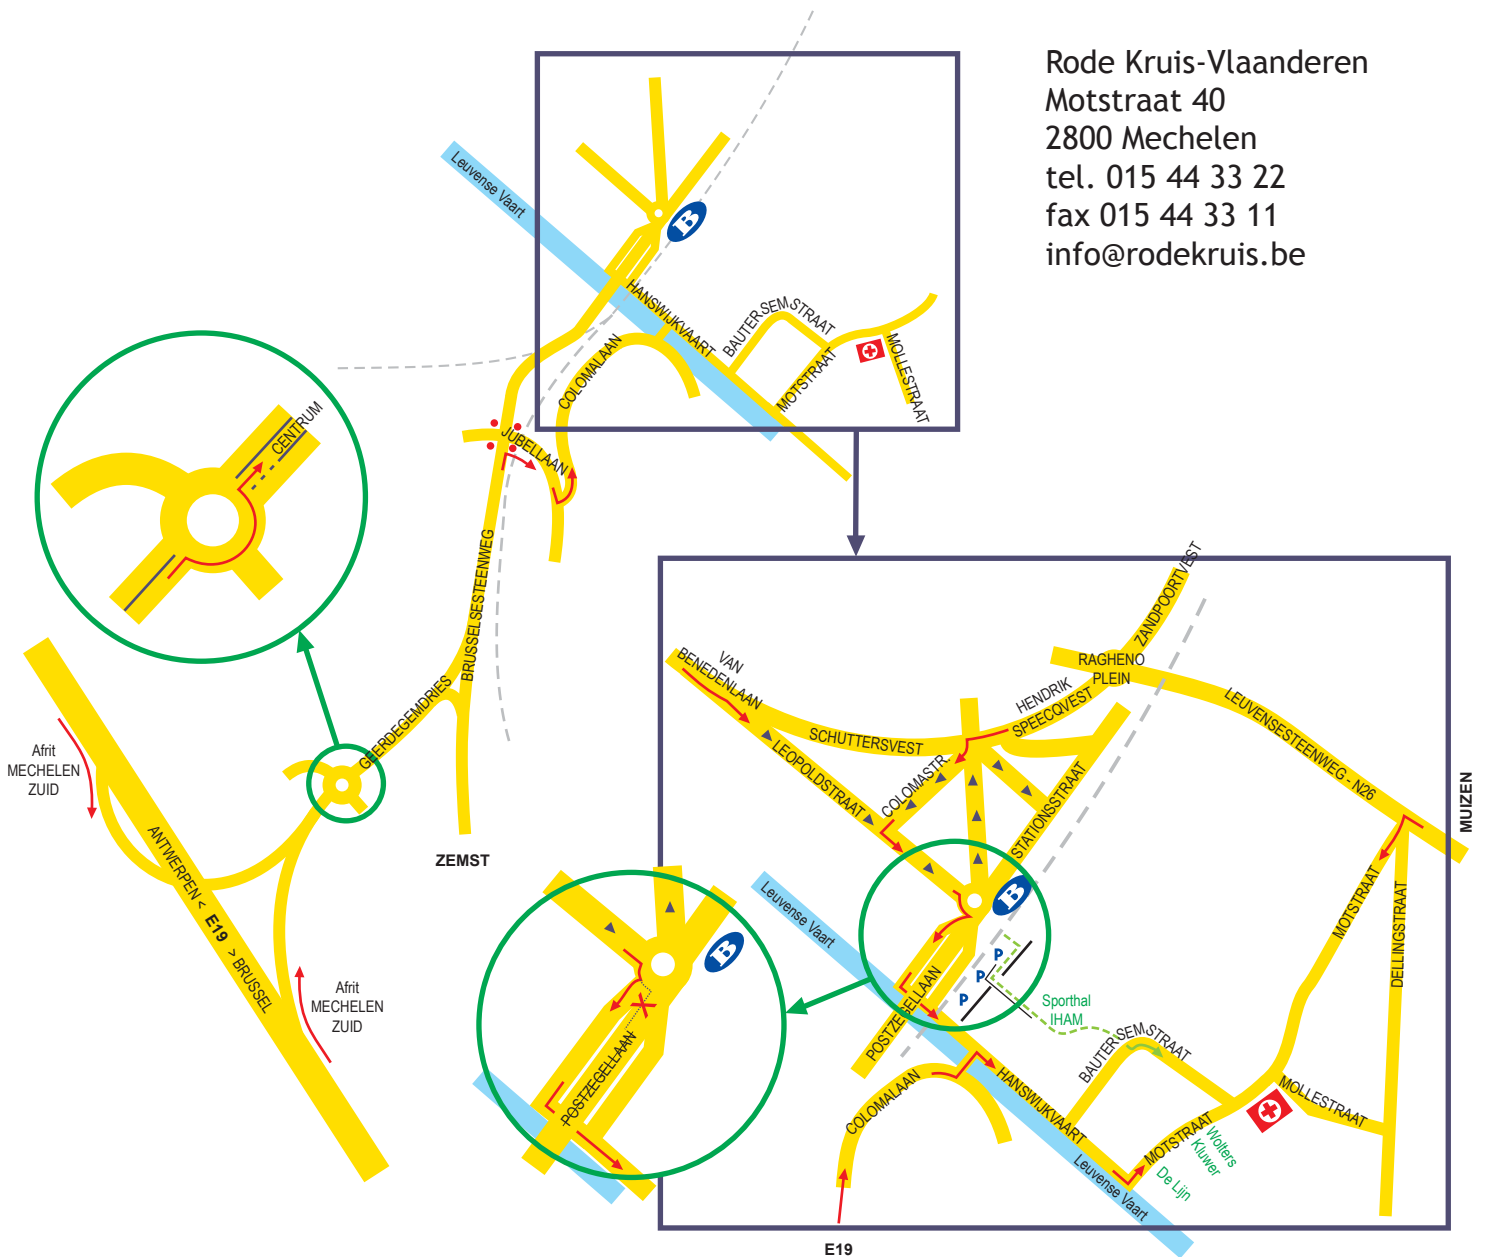 Rode Kruis-Vlaanderen
Motstraat 40
2800 Mechelen
tel. 015 44 33 22
fax 015 44 33 11
info@rodekruis.be
Leuvense Vaart
B
HANSWIJKVAART
BAUTERSEMSTRAAT
MOTSTRAAT
MOLLESTRAAT
COLOMALAAN
JUBELLAAN
CENTRUM
BRUSSELSESTEENWEG
GEERDEGEMDRIES
Afrit
MECHELEN
ZUID
ANTWERPEN < E19 > BRUSSEL
Afrit
MECHELEN
ZUID
ZEMST
ZANDPOORTVEST
RAGHENO
PLEIN
VAN
BENEDENLAAN
HENDRIK
SPEECQVEST
SCHUTTERSVEST
LEUVENSESTEENWEG - N26
MUIZEN
LEOPOLDSTRAAT
COLOMASTR.
STATIONSSTRAAT
B
Leuvense Vaart
MOTSTRAAT
DELLINGSTRAAT
P
P
P
POSTZEGELLAAN
Sporthal
IHAM
BAUTERSEMSTRAAT
B
POSTZEGELLAAN
COLOMALAAN
HANSWIJKVAART
MOLLESTRAAT
MOTSTRAAT
Wolters
Kluwer
De Lijn
Leuvense Vaart
E19